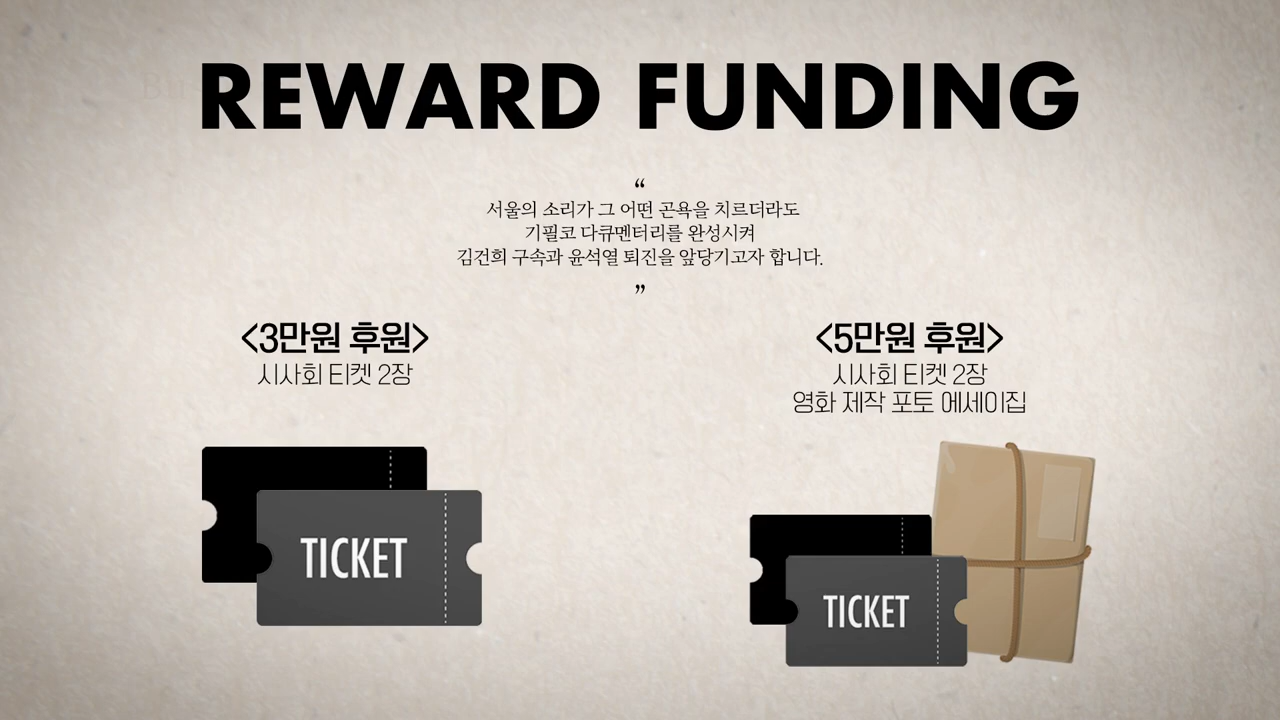 REWARD FUNDING
“
서울의 소리가 그 어떤 곤욕을 치르더라도
기필코 다큐멘터리를 완성시켜
김건희 구속과 윤석열 퇴진을 앞당기고자 합니다.
”
<3만원 후원>
시사회 티켓 2장
<5만원 후원>
시사회 티켓 2장
영화 제작 포토 에세이집
TICKET
TICKET